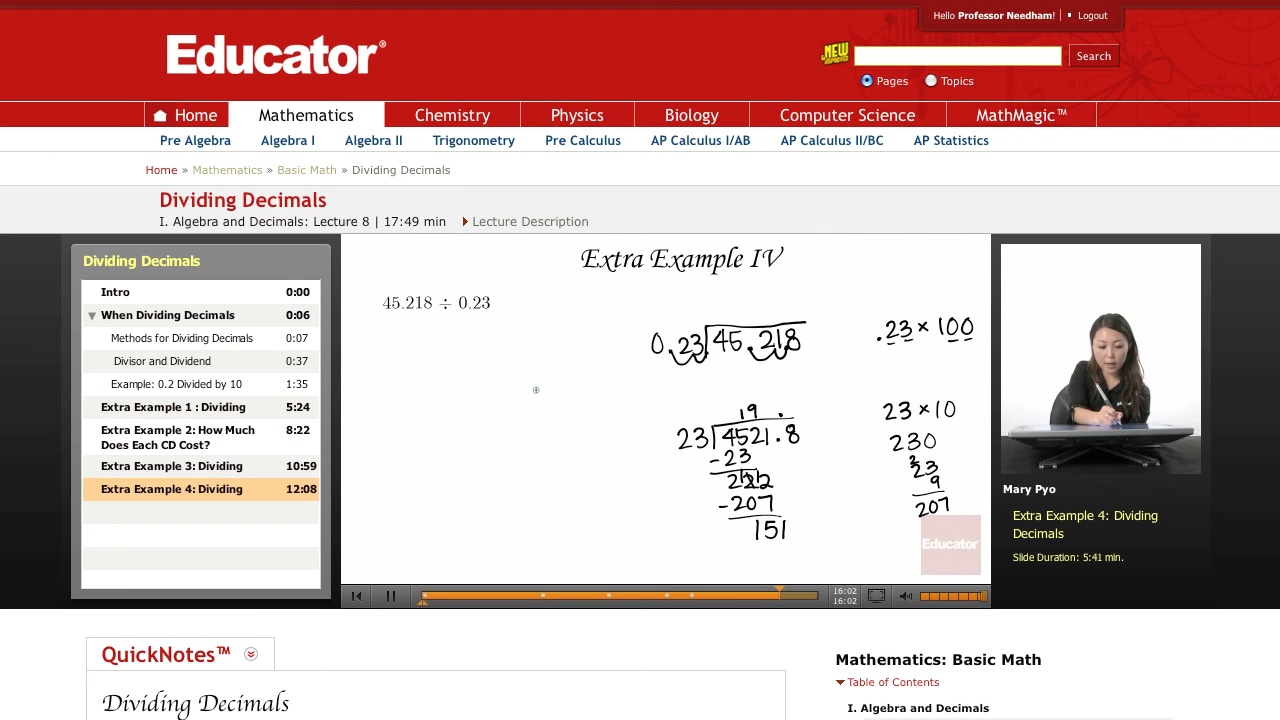 Hello Professor Needham! Logout
Educator®
NEW
IMPROVED
Search
Pages Topics
Home Mathematics Chemistry Physics Biology Computer Science MathMagic™
Pre Algebra Algebra I Algebra II Trigonometry Pre Calculus AP Calculus I/AB AP Calculus II/BC AP Statistics
Home » Mathematics » Basic Math » Dividing Decimals
Dividing Decimals
I. Algebra and Decimals: Lecture 8 | 17:49 min Lecture Description
Dividing Decimals
Intro 0:00
When Dividing Decimals 0:06
Methods for Dividing Decimals 0:07
Divisor and Dividend 0:37
Example: 0.2 Divided by 10 1:35
Extra Example 1 : Dividing 5:24
Extra Example 2: How Much 8:22
Does Each CD Cost?
Extra Example 3: Dividing 10:59
Extra Example 4: Dividing 12:08
Extra Example IV
45.218 ÷ 0.23
0.23 45.218
.23 × 100
19 .
23 4521.8
-23
-207
151
23 × 10
230
2
23
9
207
Educator
16:02
16:02
Mary Pyo
Extra Example 4: Dividing
Decimals
Slide Duration: 5:41 min.
QuickNotes™
Dividing Decimals
Mathematics: Basic Math
Table of Contents
I. Algebra and Decimals